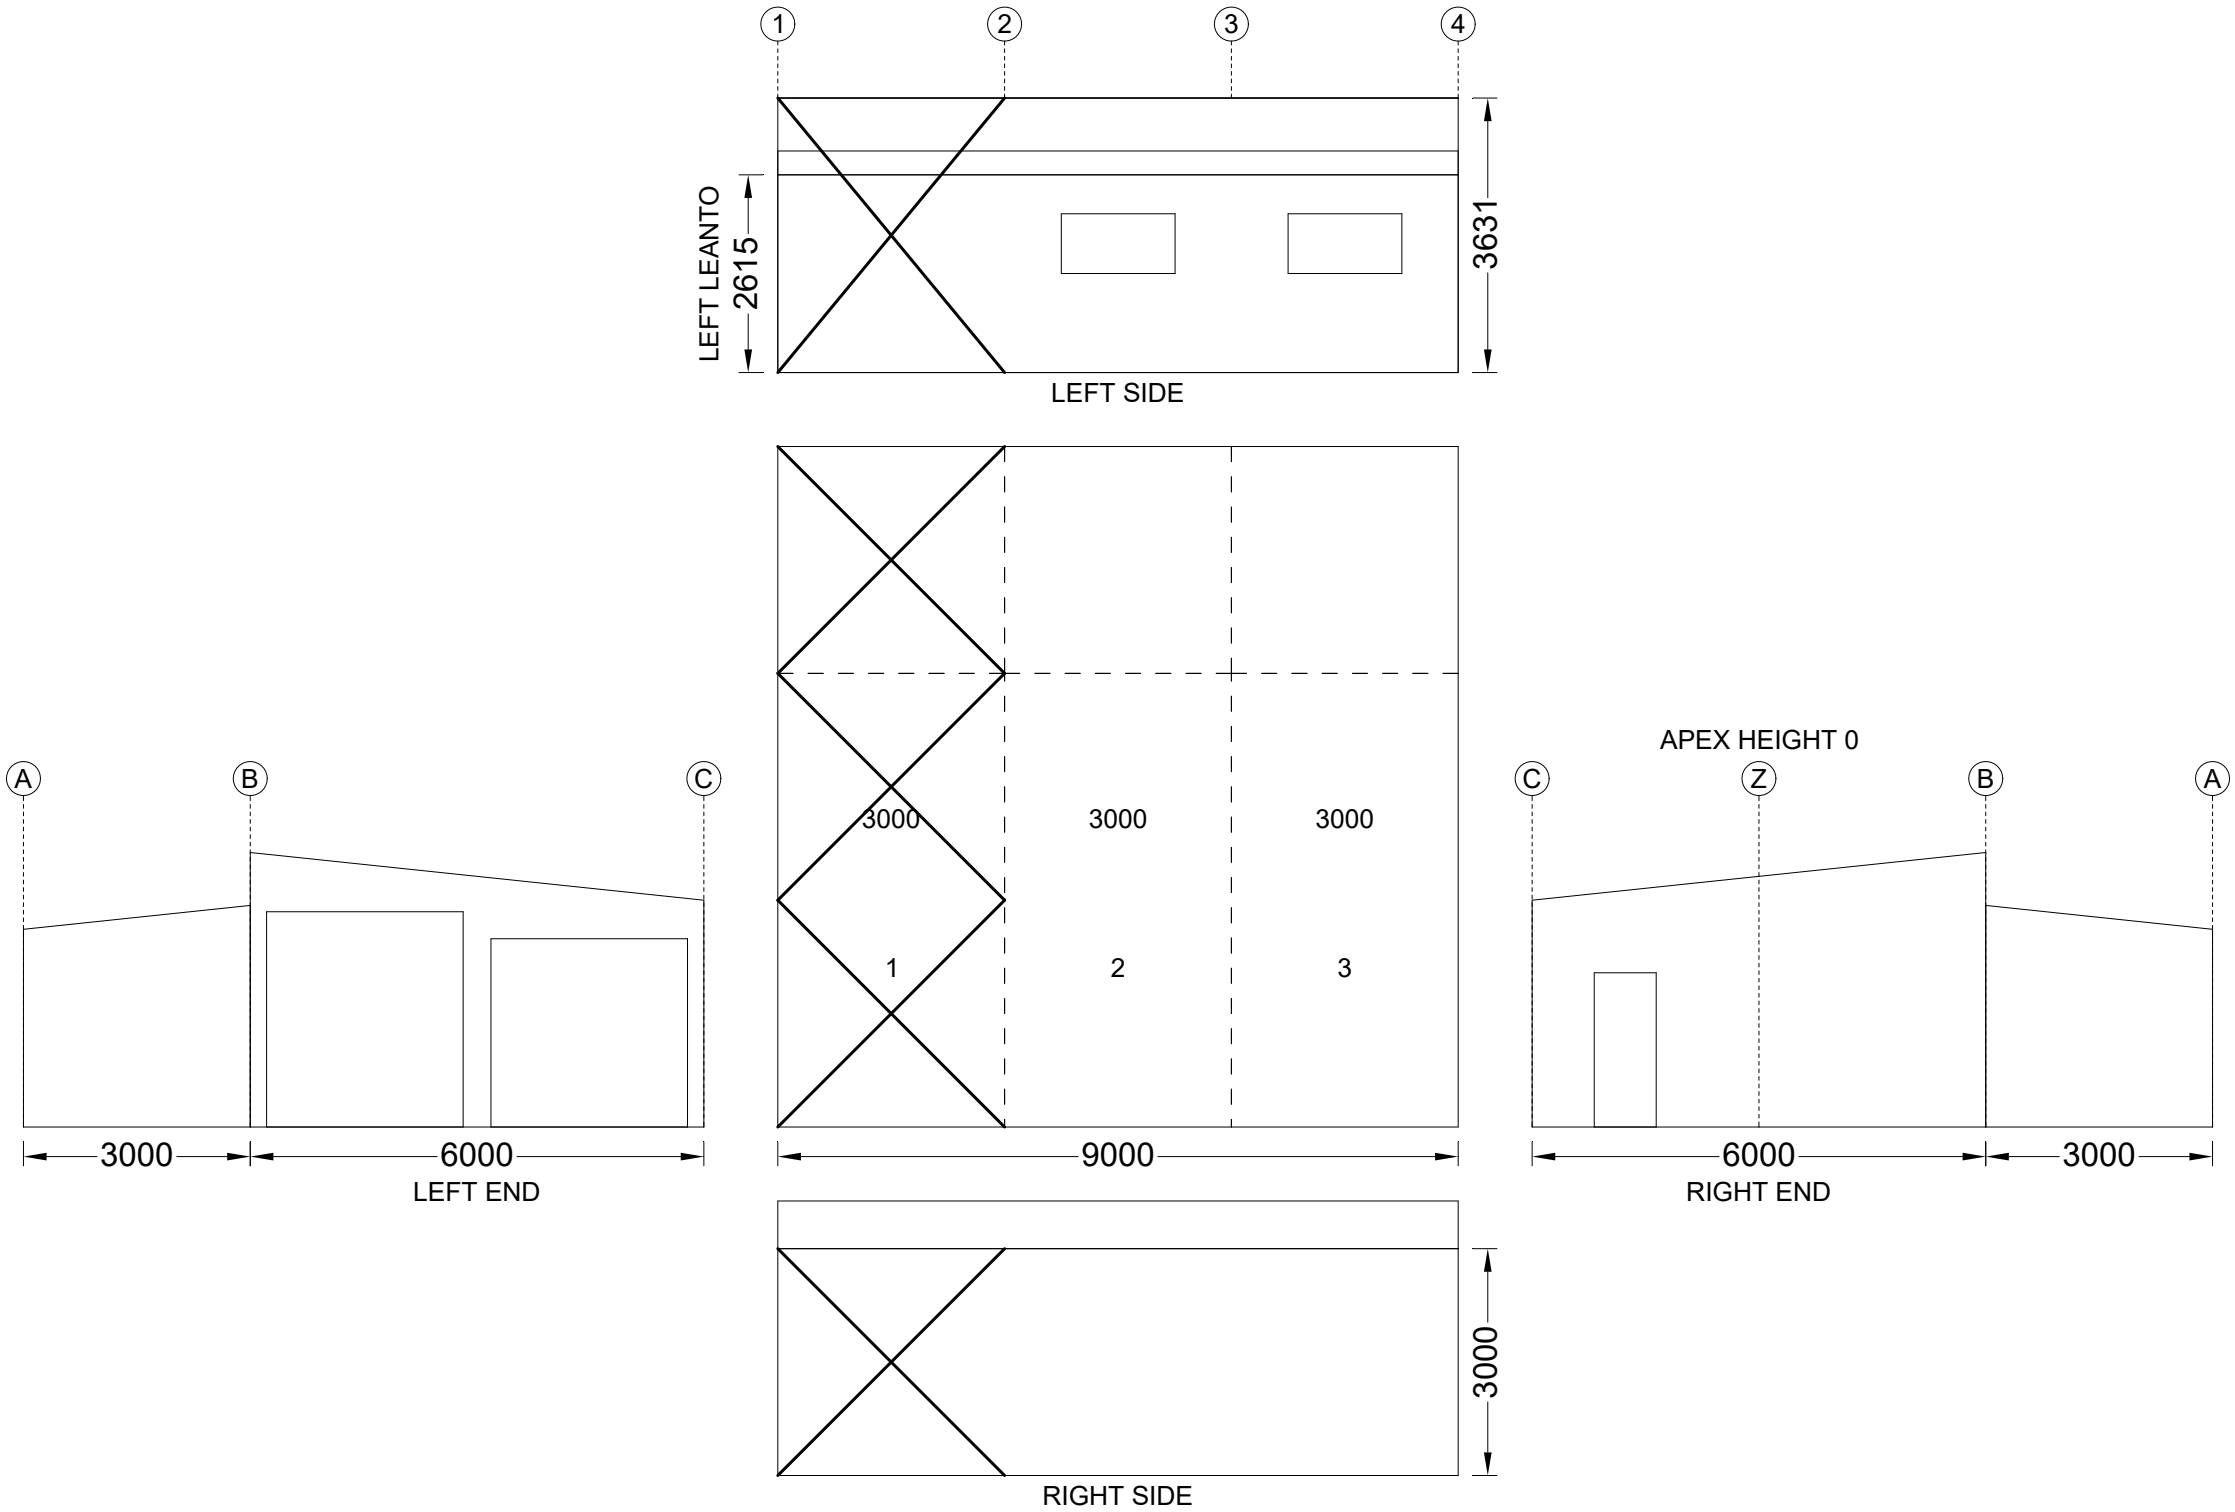 1 2 3 4
LEFT LEANTO
2615
3631
LEFT SIDE
APEX HEIGHT 0
A B C
C Z B A
3000 3000 3000
1 2 3
3000 6000
9000
6000 3000
LEFT END
RIGHT END
3000
RIGHT SIDE